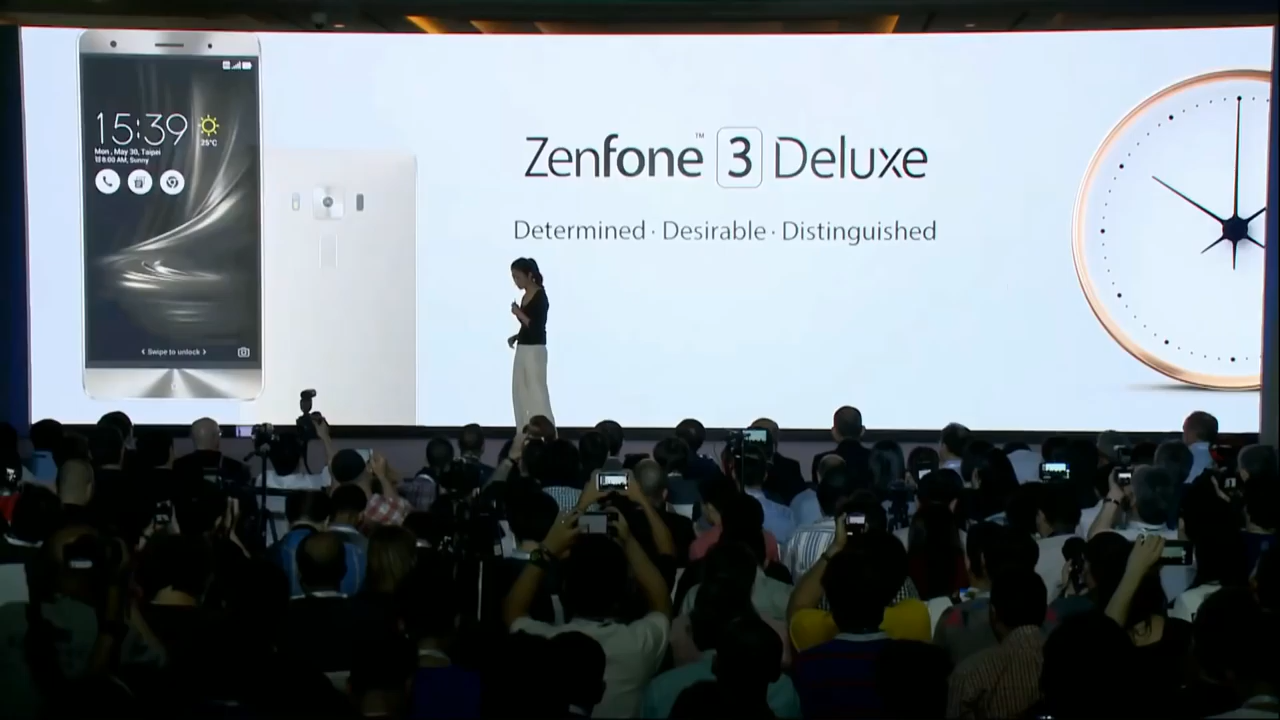 15:39
25°C
Mon, May 30, Taipei
8:00 AM, Sunny
Swipe to unlock
Zenfone™ 3 Deluxe
Determined · Desirable · Distinguished